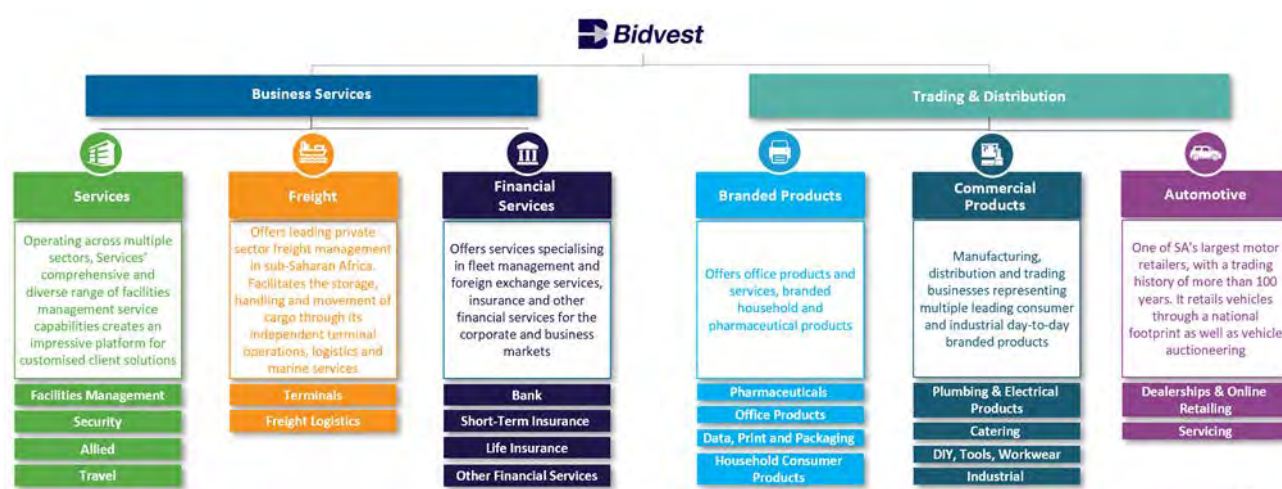 Bidvest
Business Services
Trading & Distribution
Services
Operating across multiple
sectors, Services'
comprehensive and
diverse range of facilities
management service
capabilities creates an
impressive platform for
customised client solutions
Facilities Management
Security
Allied
Travel
Freight
Offers leading private
sector freight management
in sub-Saharan Africa.
Facilitates the storage,
handling and movement of
cargo through its
independent terminal
operations, logistics and
marine services
Terminals
Freight Logistics
Financial
Services
Offers services specialising
in fleet management and
foreign exchange services,
insurance and other
financial services for the
corporate and business
markets
Bank
Short-Term Insurance
Life Insurance
Other Financial Services
Branded Products
Offers office products and
services, branded
household and
pharmaceutical products
Pharmaceuticals
Office Products
Data, Print and Packaging
Household Consumer
Products
Commercial
Products
Manufacturing,
distribution and trading
businesses representing
multiple leading consumer
and industrial day-to-day
branded products
Plumbing & Electrical
Products
Catering
DIY, Tools, Workwear
Industrial
Automotive
One of SA's largest motor
retailers, with a trading
history of more than 100
years. It retails vehicles
through a national
footprint as well as vehicle
auctioneering
Dealerships & Online
Retailing
Servicing